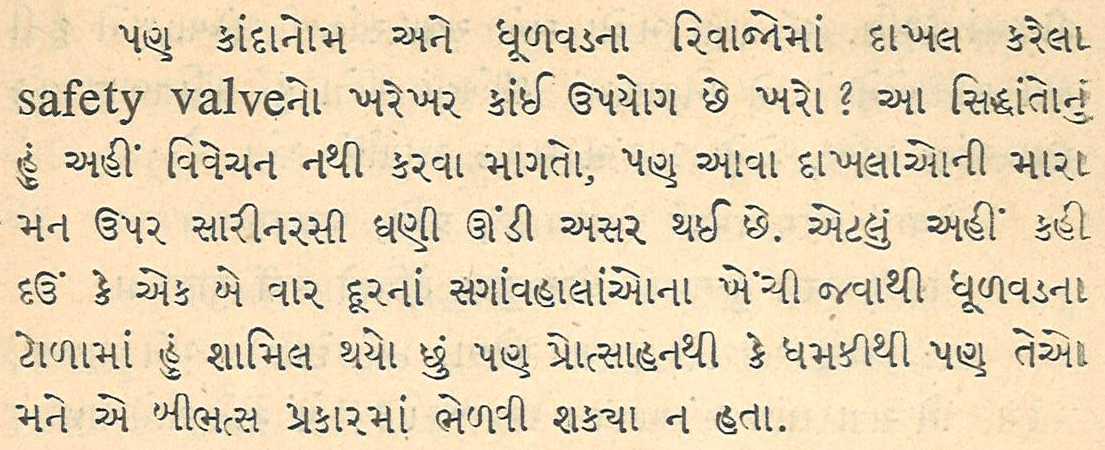 પણ કાંદાનોમ અને ધૂળવડના રિવાજોમાં દાખલ કરેલા
safety valveનો ખરેખર કાંઈ ઉપયોગ છે ખરો ? આ સિદ્ધાંતોનું
હું અહીં વિવેચન નથી કરવા માગતો, પણ આવા દાખલાઓની મારા
મન ઉપર સારીનરસી ઘણી ઊંડી અસર થઈ છે. એટલું અહીં કહી
દઉં કે એક બે વાર દૂરનાં સગાંવહાલાંઓના ખેંચી જવાથી ધૂળવડના
ટોળામાં હું શામિલ થયો છું પણ પ્રોત્સાહનથી કે ધમકીથી પણ તેઓ
મને એ બીભત્સ પ્રકારમાં ભેળવી શકયા ન હતા.